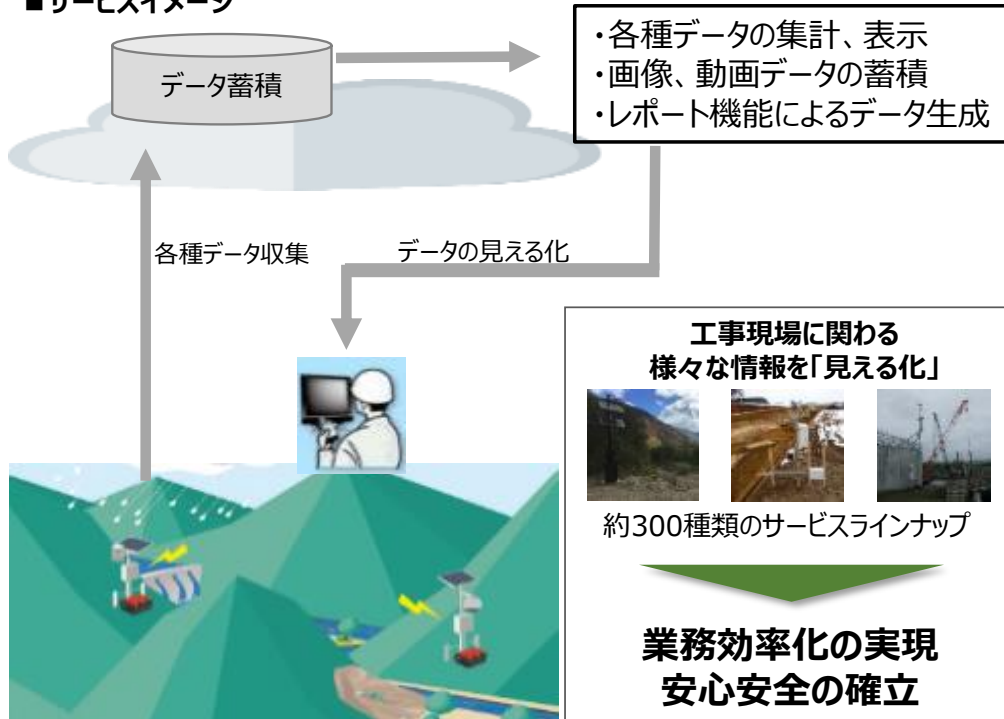 ■サービスイメージ
データ蓄積
・各種データの集計、表示
・画像、動画データの蓄積
・レポート機能によるデータ生成
各種データ収集
データの見える化
工事現場に関わる
様々な情報を「見える化」
約300種類のサービスラインナップ
業務効率化の実現
安心安全の確立